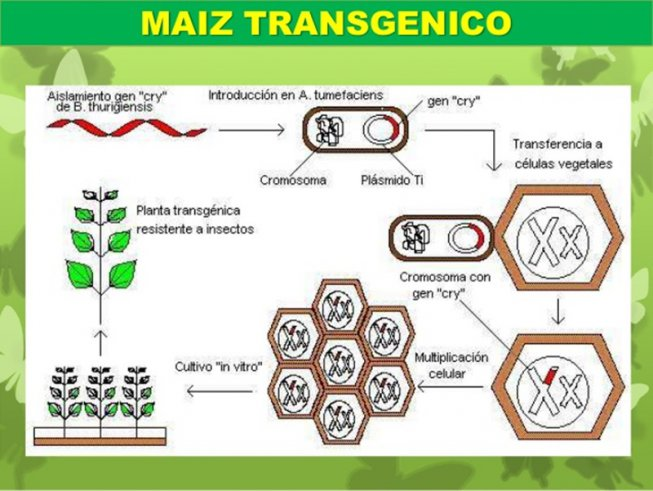 MAIZ TRANSGENICO
Aislamiento gen "cry"
de B. thurigiensis
Introducción en A. tumefaciens
gen "cry"
Cromosoma
Plásmido Ti
Transferencia a
células vegetales
Planta transgénica
resistente a insectos
Cromosoma con
gen "cry"
Multiplicación
celular
Cultivo "in vitro"